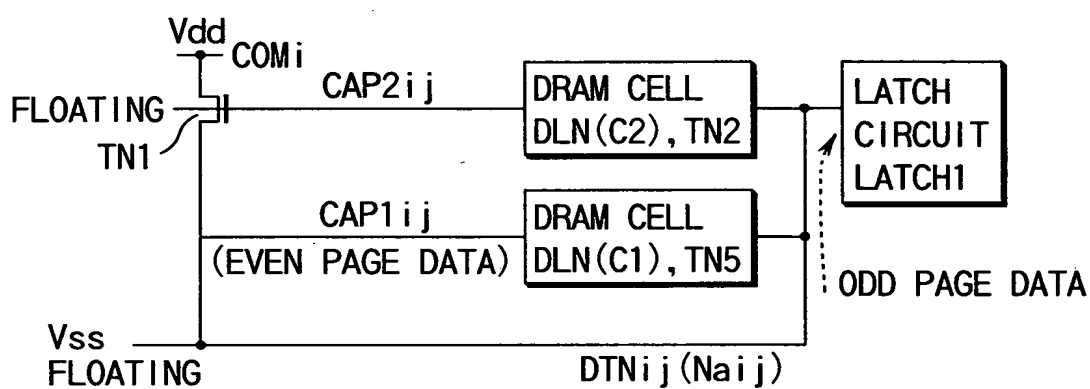 Vdd
COMi
FLOATING
TN1
CAP2ij
DRAM CELL
DLN(C2),TN2
LATCH
CIRCUIT
LATCH1
CAP1ij
(EVEN PAGE DATA)
DRAM CELL
DLN(C1),TN5
ODD PAGE DATA
Vss
FLOATING
DTNij(Naij)